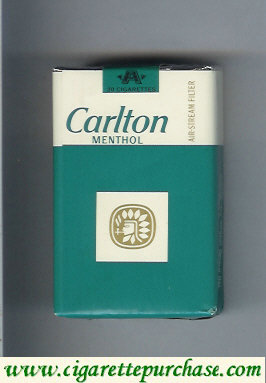 20 CIGARETTES
Carlton
MENTHOL
AIR-STREAM FILTER
www.cigarettepurchase.com